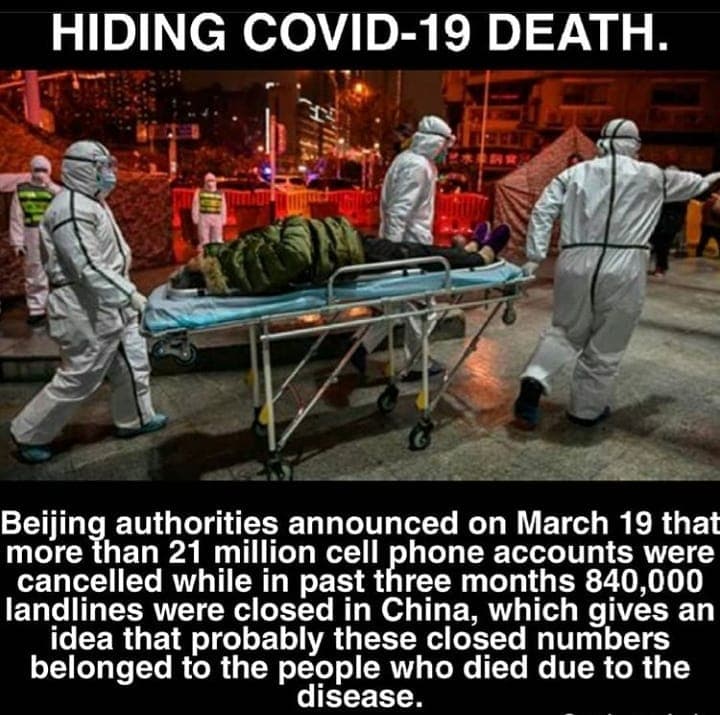 HIDING COVID-19 DEATH.
Beijing authorities announced on March 19 that
more than 21 million cell phone accounts were
cancelled while in past three months 840,000
landlines were closed in China, which gives an
idea that probably these closed numbers
belonged to the people who died due to the
disease.